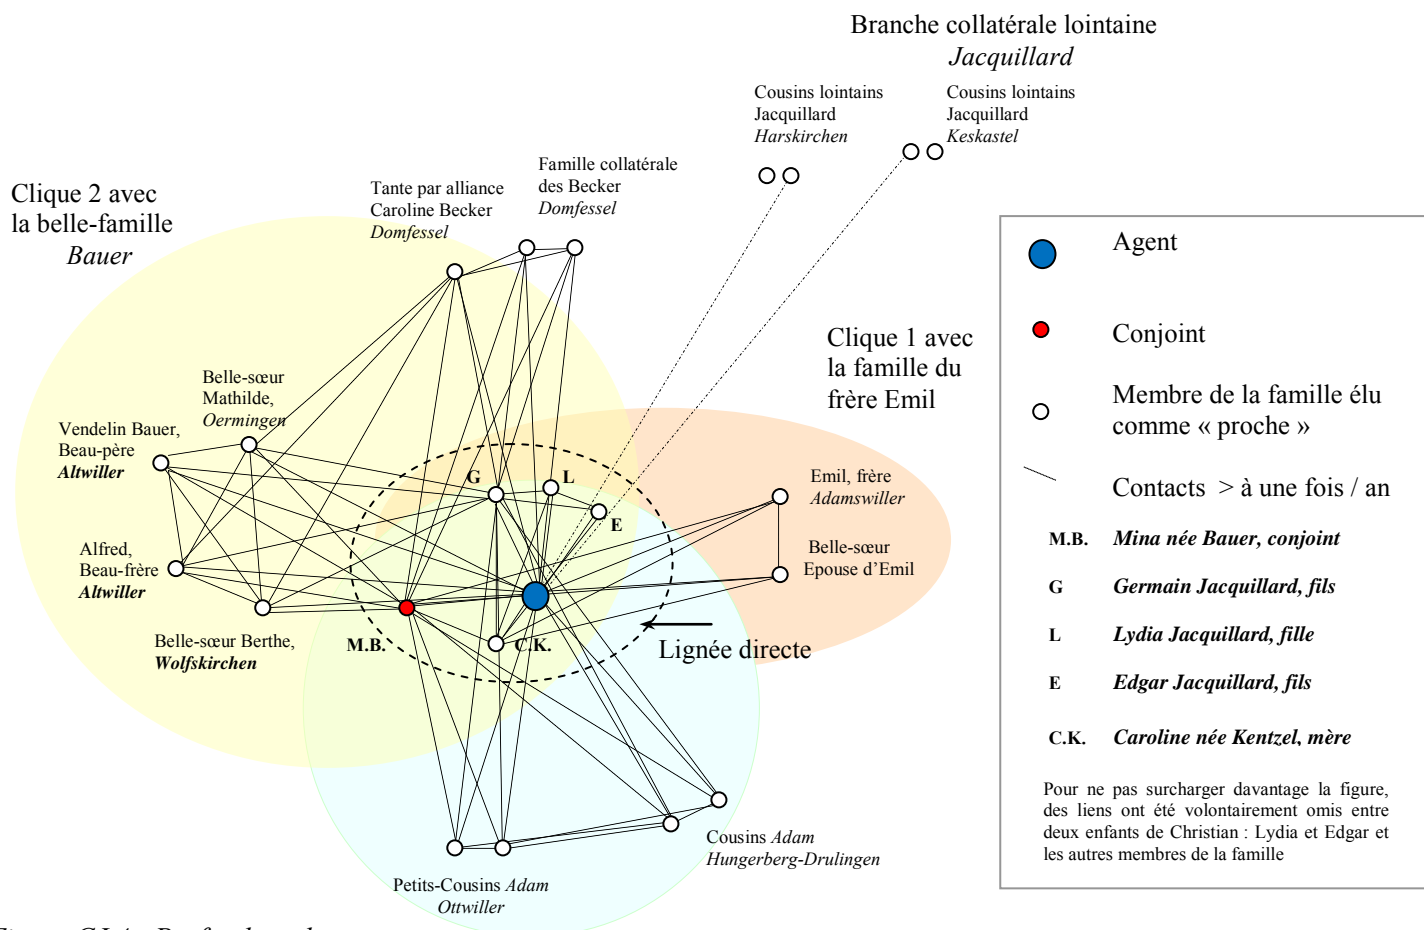 Branche collatérale lointaine
Jacquillard
Cousins lointains
Jacquillard
Harskirchen
Cousins lointains
Jacquillard
Keskastel
Clique 2 avec
la belle-famille
Bauer
Tante par alliance
Caroline Becker
Domfessel
Famille collatérale
des Becker
Domfessel
Clique 1 avec
la famille du
frère Emil
Belle-sœur
Mathilde,
Oermingen
Vendelin Bauer,
Beau-père
Altwiller
Alfred,
Beau-frère
Altwiller
Belle-sœur Berthe,
Wolfskirchen
G
L
E
M.B.
C.K.
Emil, frère
Adamswiller
Belle-sœur
Epouse d’Emil
Lignée directe
Cousins Adam
Hungerberg-Drulingen
Petits-Cousins Adam
Ottwiller
Agent
Conjoint
Membre de la famille élu
comme « proche »
Contacts > à une fois / an
M.B. Mina née Bauer, conjoint
G Germain Jacquillard, fils
L Lydia Jacquillard, fille
E Edgar Jacquillard, fils
C.K. Caroline née Kentzel, mère
Pour ne pas surcharger davantage la figure,
des liens ont été volontairement omis entre
deux enfants de Christian : Lydia et Edgar et
les autres membres de la famille